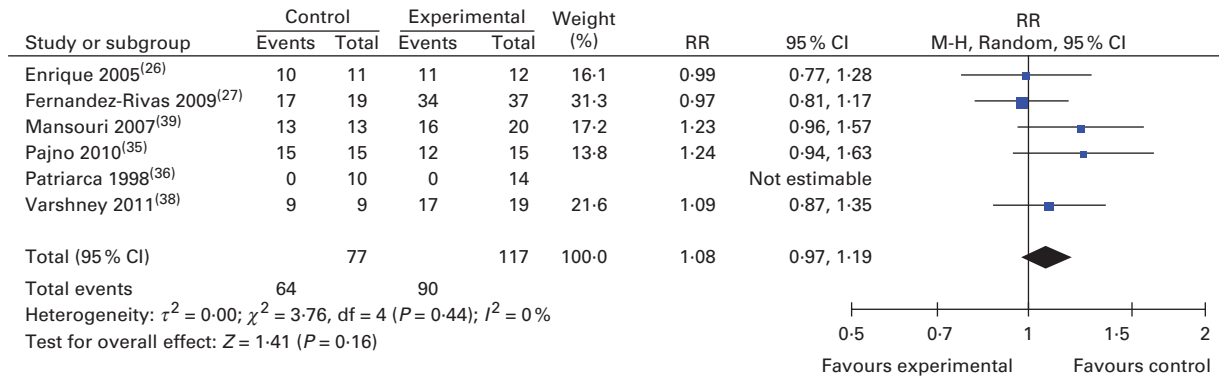 Control Experimental Weight RR
Study or subgroup Events Total Events Total (%) RR 95 % CI M-H, Random, 95 % CI
Enrique 2005(26) 10 11 11 12 16·1 0·99 0·77, 1·28
Fernandez-Rivas 2009(27) 17 19 34 37 31·3 0·97 0·81, 1·17
Mansouri 2007(39) 13 13 16 20 17·2 1·23 0·96, 1·57
Pajno 2010(35) 15 15 12 15 13·8 1·24 0·94, 1·63
Patriarca 1998(36) 0 10 0 14 Not estimable
Varshney 2011(38) 9 9 17 19 21·6 1·09 0·87, 1·35
Total (95 % CI) 77 117 100·0 1·08 0·97, 1·19
Total events 64 90
Heterogeneity: τ² = 0·00; χ² = 3·76, df = 4 (P = 0·44); I² = 0 %
Test for overall effect: Z = 1·41 (P = 0·16)
0·5 0·7 1 1·5 2
Favours experimental Favours control